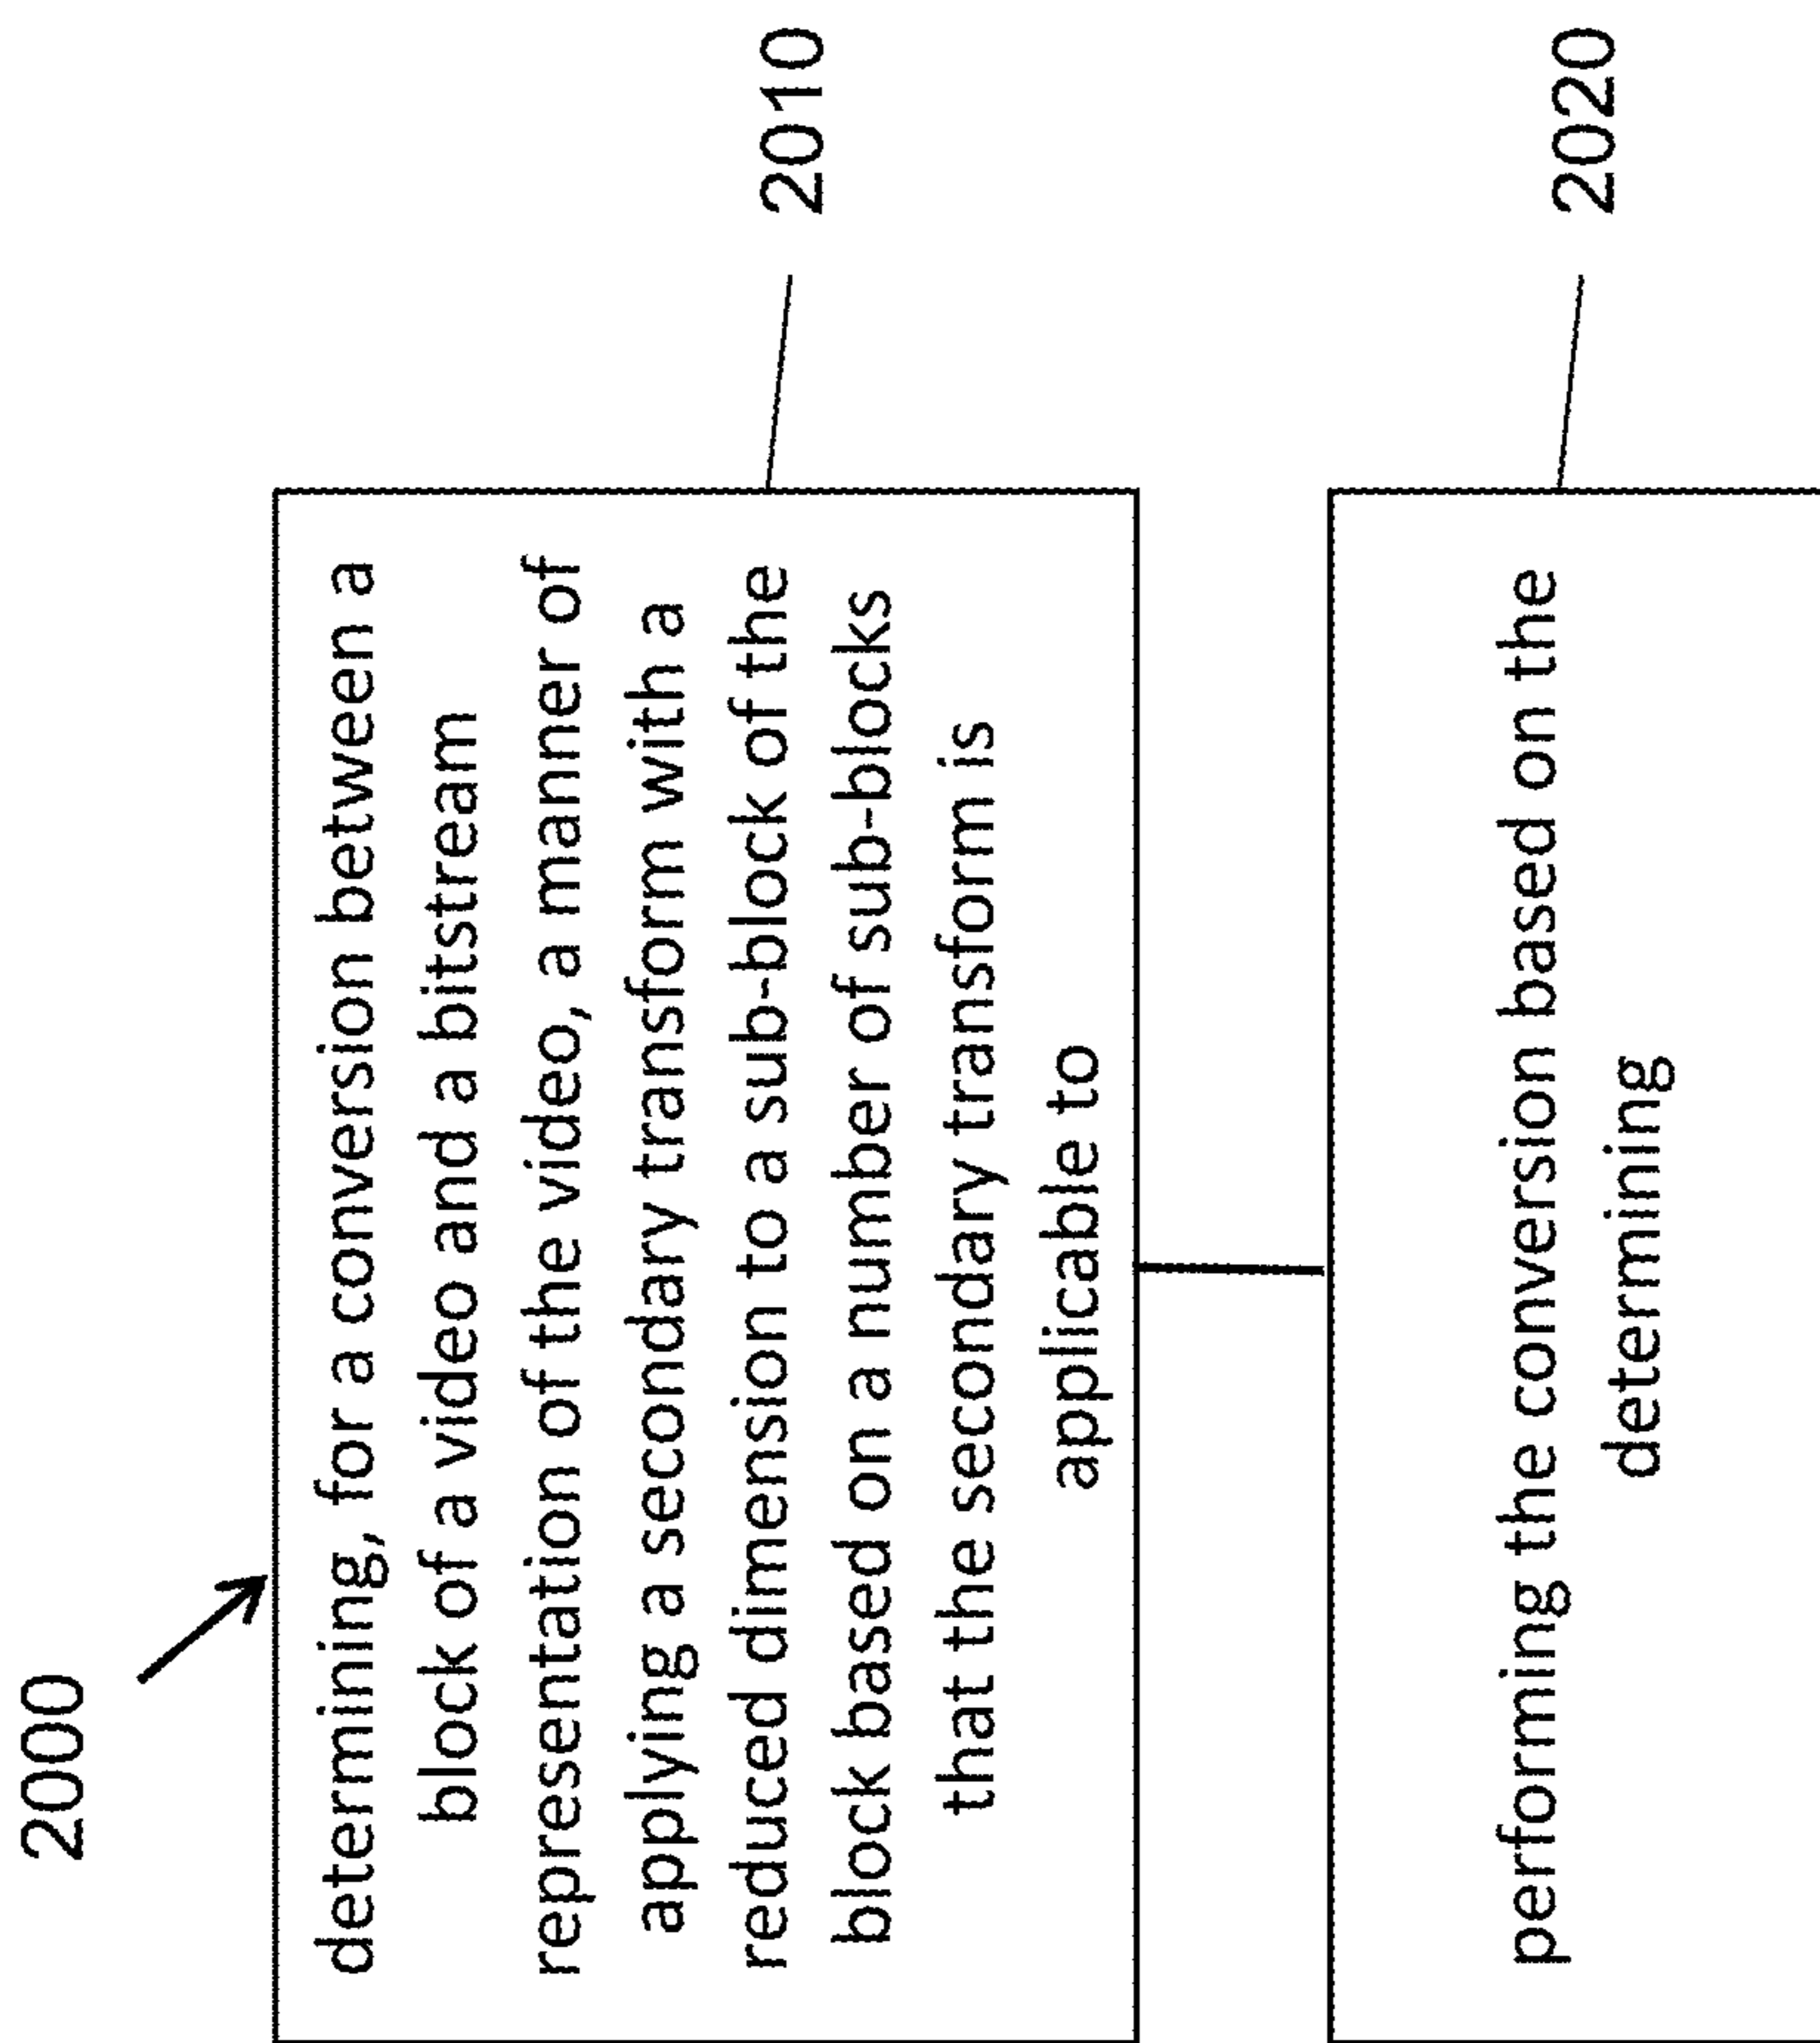 2000
determining, for a conversion between a
block of a video and a bitstream
representation of the video, a manner of
applying a secondary transform with a
reduced dimension to a sub-block of the
block based on a number of sub-blocks
that the secondary transform is
applicable to
2010
performing the conversion based on the
determining
2020